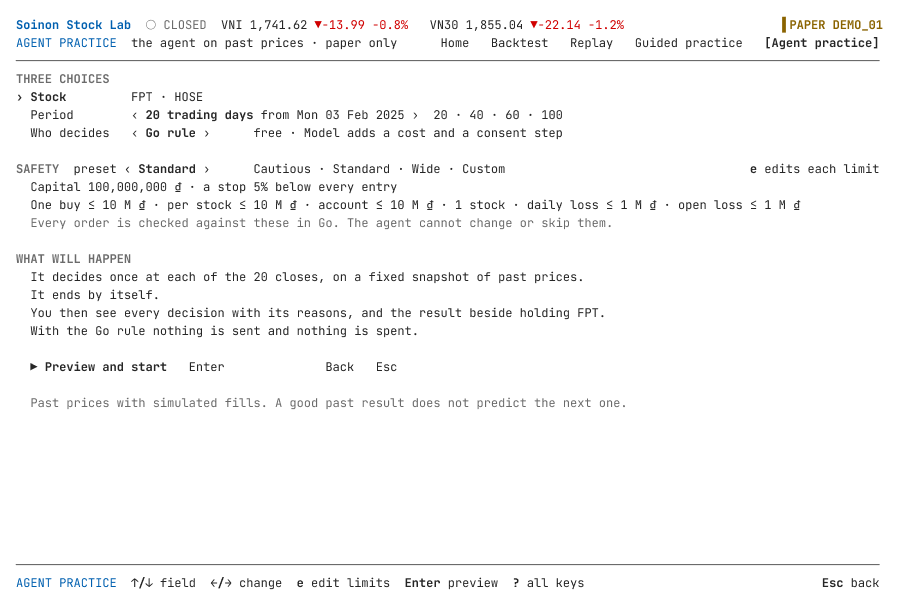 Soinon Stock Lab ○ CLOSED VNI 1,741.62 ▼-13.99 -0.8% VN30 1,855.04 ▼-22.14 -1.2% PAPER DEMO_01
AGENT PRACTICE the agent on past prices · paper only Home Backtest Replay Guided practice [Agent practice]
THREE CHOICES
› Stock FPT · HOSE
Period ‹ 20 trading days from Mon 03 Feb 2025 › 20 · 40 · 60 · 100
Who decides ‹ Go rule › free · Model adds a cost and a consent step
SAFETY preset ‹ Standard › Cautious · Standard · Wide · Custom e edits each limit
Capital 100,000,000 ₫ · a stop 5% below every entry
One buy ≤ 10 M ₫ · per stock ≤ 10 M ₫ · account ≤ 10 M ₫ · 1 stock · daily loss ≤ 1 M ₫ · open loss ≤ 1 M ₫
Every order is checked against these in Go. The agent cannot change or skip them.
WHAT WILL HAPPEN
It decides once at each of the 20 closes, on a fixed snapshot of past prices.
It ends by itself.
You then see every decision with its reasons, and the result beside holding FPT.
With the Go rule nothing is sent and nothing is spent.
► Preview and start Enter Back Esc
Past prices with simulated fills. A good past result does not predict the next one.
AGENT PRACTICE ↑/↓ field ←/→ change e edit limits Enter preview ? all keys Esc back